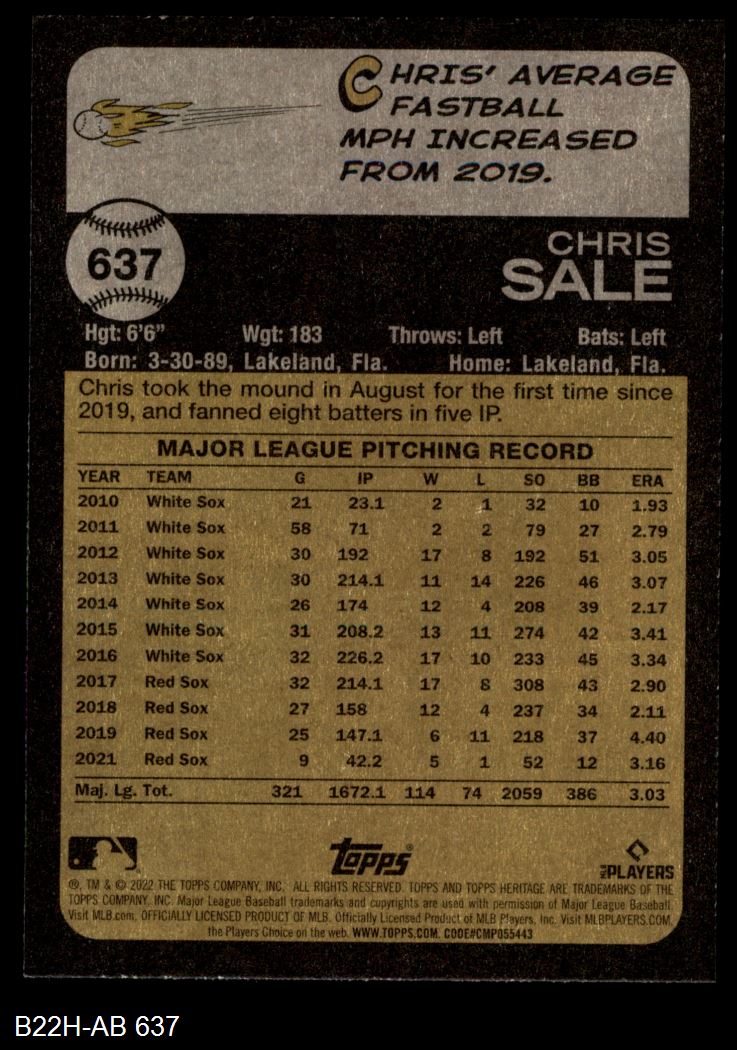 CHRIS' AVERAGE
FASTBALL
MPH INCREASED
FROM 2019.
637
CHRIS
SALE
Hgt: 6'6" Wgt: 183 Throws: Left Bats: Left
Born: 3-30-89, Lakeland, Fla. Home: Lakeland, Fla.
Chris took the mound in August for the first time since
2019, and fanned eight batters in five IP.
MAJOR LEAGUE PITCHING RECORD
YEAR TEAM G IP W L SO BB ERA
2010 White Sox 21 23.1 2 1 32 10 1.93
2011 White Sox 58 71 2 2 79 27 2.79
2012 White Sox 30 192 17 8 192 51 3.05
2013 White Sox 30 214.1 11 14 226 46 3.07
2014 White Sox 26 174 12 4 208 39 2.17
2015 White Sox 31 208.2 13 11 274 42 3.41
2016 White Sox 32 226.2 17 10 233 45 3.34
2017 Red Sox 32 214.1 17 8 308 43 2.90
2018 Red Sox 27 158 12 4 237 34 2.11
2019 Red Sox 25 147.1 6 11 218 37 4.40
2021 Red Sox 9 42.2 5 1 52 12 3.16
Maj. Lg. Tot. 321 1672.1 114 74 2059 386 3.03
Topps®
MLB PLAYERS
®, TM & © 2022 THE TOPPS COMPANY, INC. ALL RIGHTS RESERVED. TOPPS AND TOPPS HERITAGE ARE TRADEMARKS OF THE
TOPPS COMPANY, INC. Major League Baseball trademarks and copyrights are used with permission of Major League Baseball.
Visit MLB.com. OFFICIALLY LICENSED PRODUCT OF MLB. Officially Licensed Product of MLB Players, Inc. Visit MLBPLAYERS.COM,
the Players Choice on the web. WWW.TOPPS.COM. CODE#CMP055443
B22H-AB 637